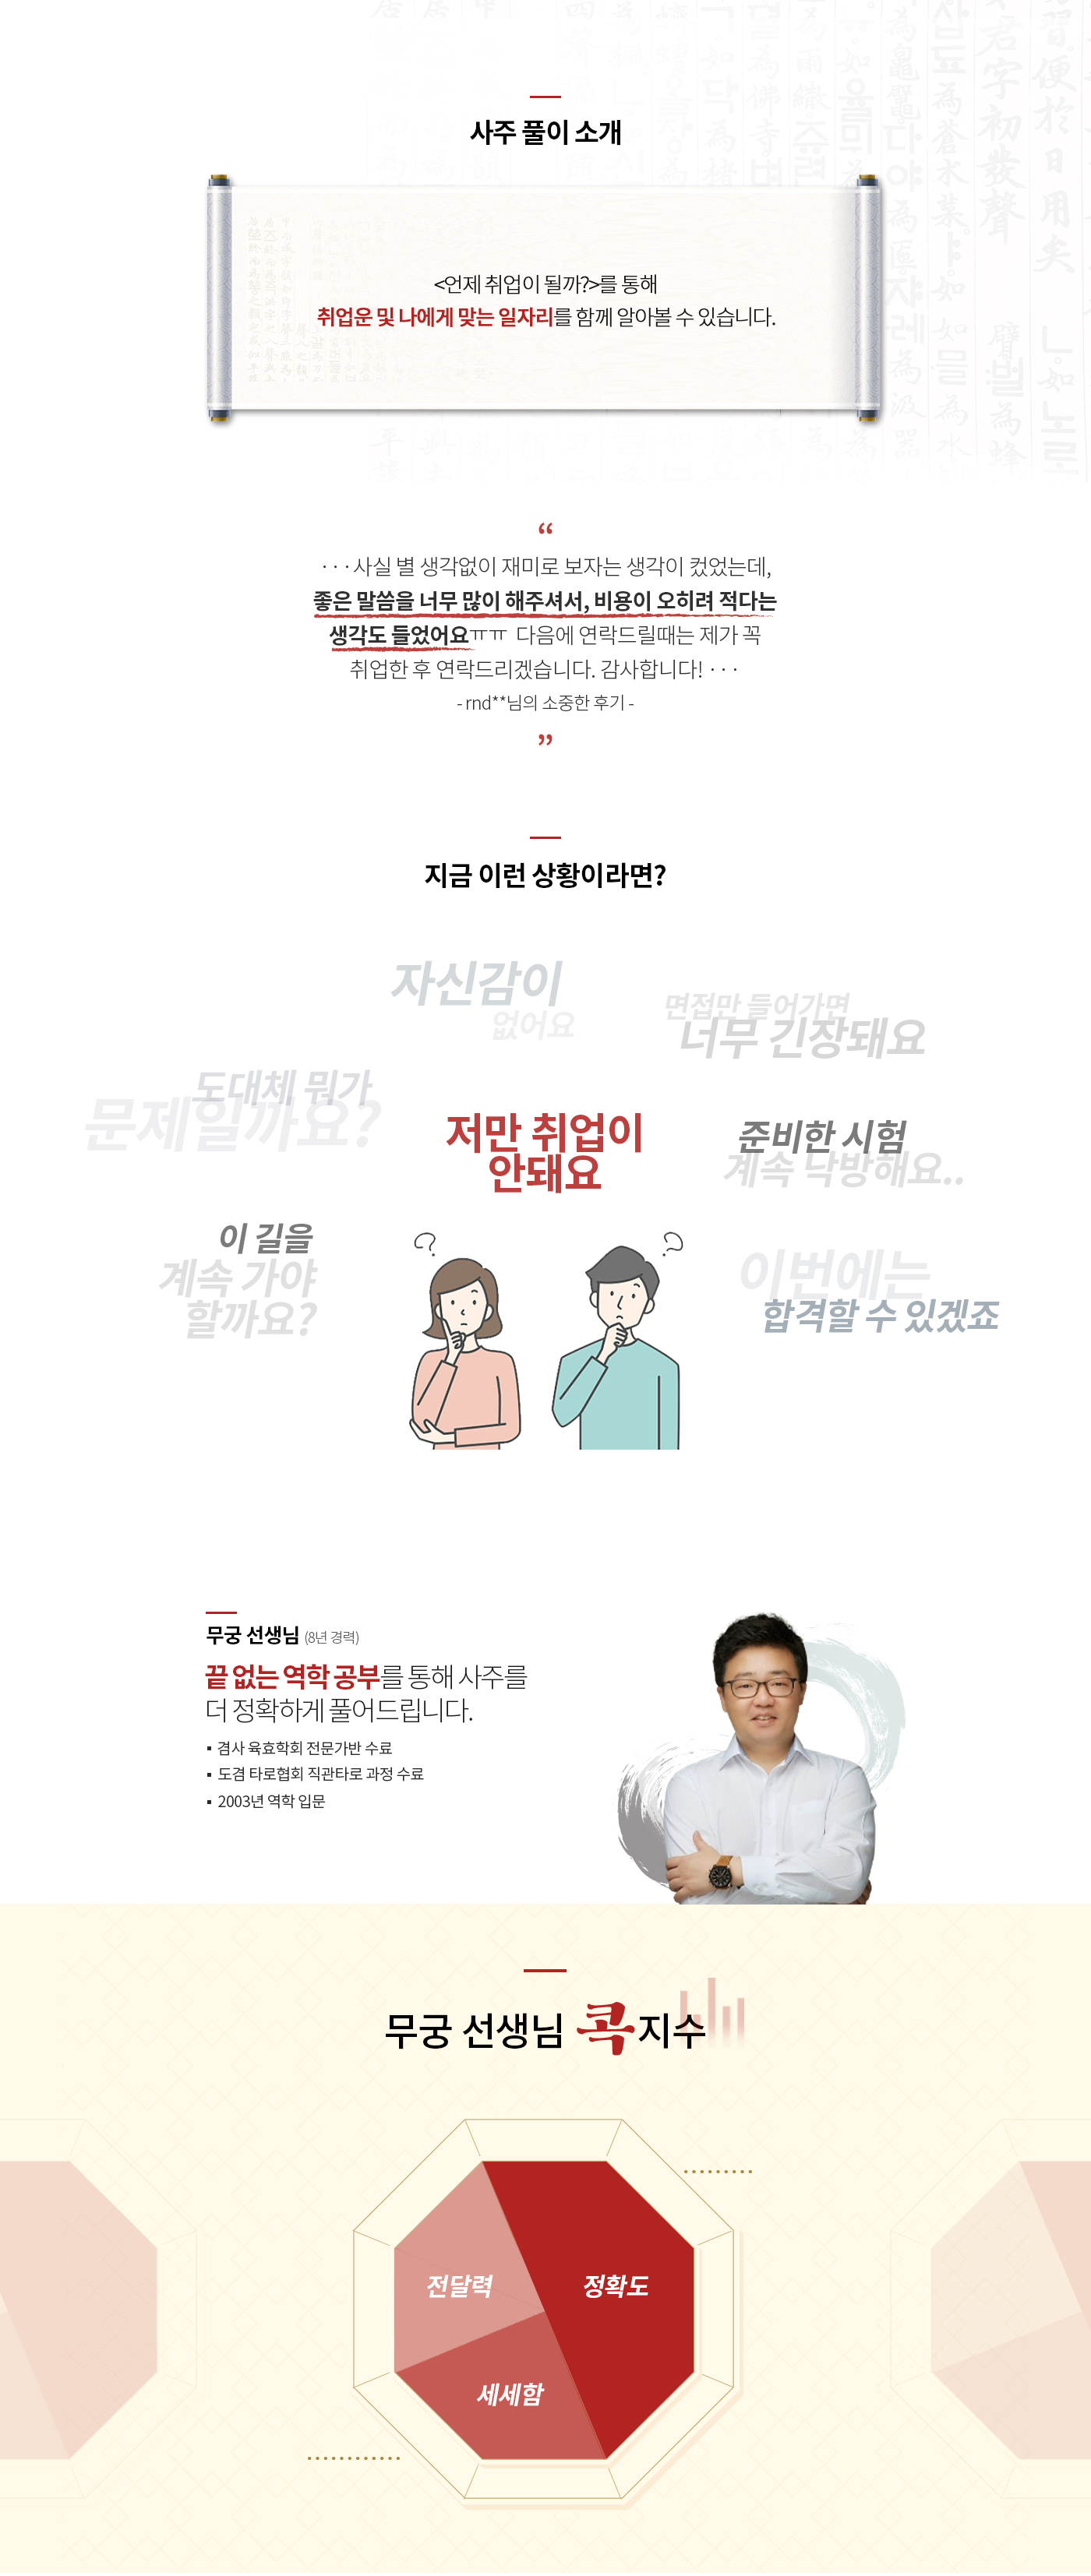 사주 풀이 소개
<언제 취업이 될까?>를 통해
취업운 및 나에게 맞는 일자리를 함께 알아볼 수 있습니다.
“
· · · 사실 별 생각없이 재미로 보자는 생각이 컸었는데,
좋은 말씀을 너무 많이 해주셔서, 비용이 오히려 적다는
생각도 들었어요ㅠㅠ 다음에 연락드릴때는 제가 꼭
취업한 후 연락드리겠습니다. 감사합니다! · · ·
- rnd**님의 소중한 후기 -
”
지금 이런 상황이라면?
자신감이
없어요
면접만 들어가면
너무 긴장돼요
도대체 뭐가
문제일까요?
저만 취업이
안돼요
준비한 시험
계속 낙방해요..
이 길을
계속 가야
할까요?
이번에는
합격할 수 있겠죠
무궁 선생님 (8년 경력)
끝 없는 역학 공부를 통해 사주를
더 정확하게 풀어드립니다.
▪ 겸사 육효학회 전문가반 수료
▪ 도겸 타로협회 직관타로 과정 수료
▪ 2003년 역학 입문
무궁 선생님 콕지수
전달력
정확도
세세함